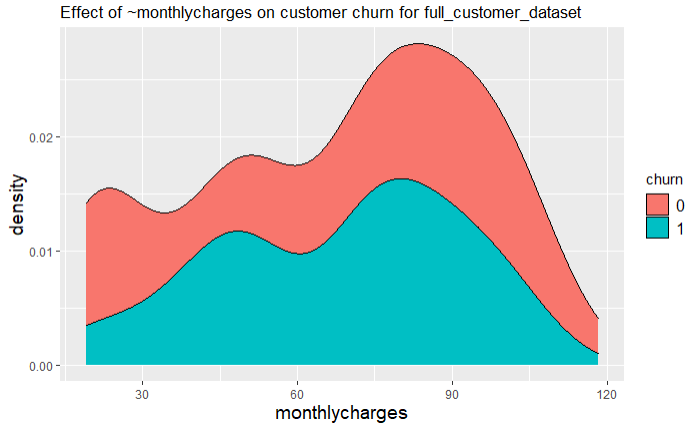 Effect of ~monthlycharges on customer churn for full_customer_dataset
density
0.02
0.01
0.00
30
60
90
120
monthlycharges
churn
0
1